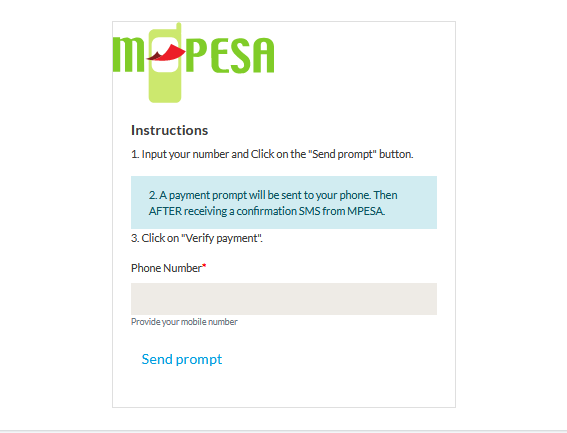 mPESA
Instructions
1. Input your number and Click on the "Send prompt" button.
2. A payment prompt will be sent to your phone. Then
AFTER receiving a confirmation SMS from MPESA.
3. Click on "Verify payment".
Phone Number*
Provide your mobile number
Send prompt